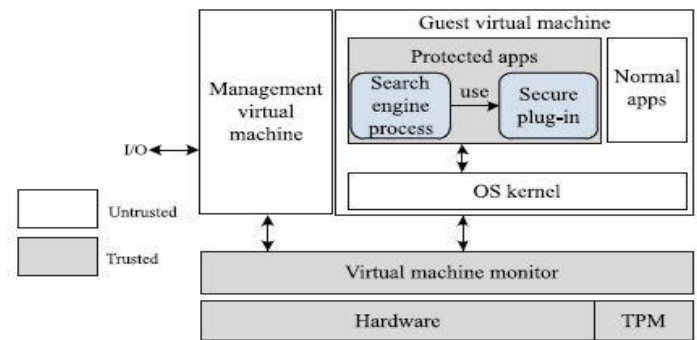 Guest virtual machine
Protected apps
Management
virtual
machine
Search
engine
process
use
Secure
plug-in
Normal
apps
I/O
OS kernel
Untrusted
Trusted
Virtual machine monitor
Hardware
TPM